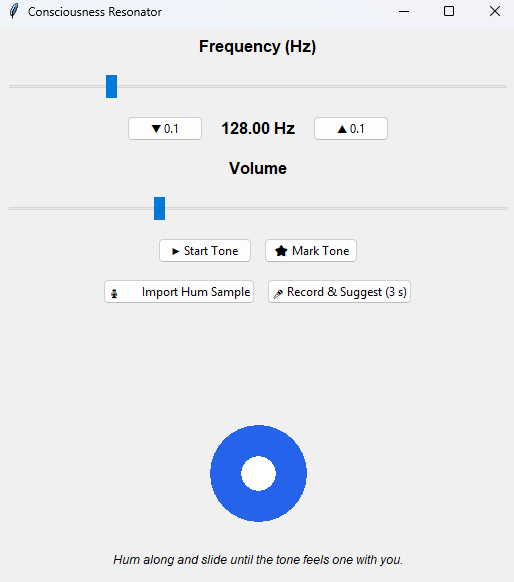 Consciousness Resonator
Frequency (Hz)
▼ 0.1 128.00 Hz ▲ 0.1
Volume
► Start Tone Mark Tone
Import Hum Sample Record & Suggest (3 s)
Hum along and slide until the tone feels one with you.